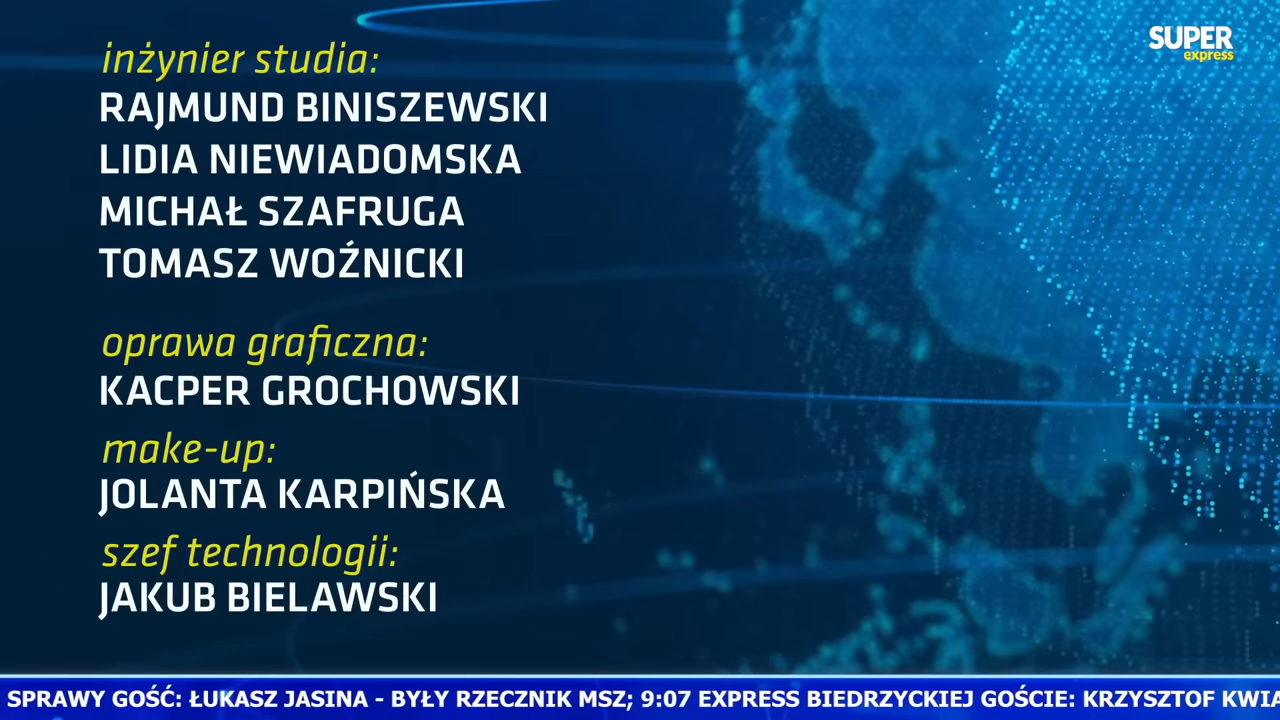 SUPER
express
inżynier studia:
RAJMUND BINISZEWSKI
LIDIA NIEWIADOMSKA
MICHAŁ SZAFRUGA
TOMASZ WOŹNICKI
oprawa graficzna:
KACPER GROCHOWSKI
make-up:
JOLANTA KARPIŃSKA
szef technologii:
JAKUB BIELAWSKI
SPRAWY GOŚĆ: ŁUKASZ JASINA - BYŁY RZECZNIK MSZ; 9:07 EXPRESS BIEDRZYCKIEJ GOŚCIE: KRZYSZTOF